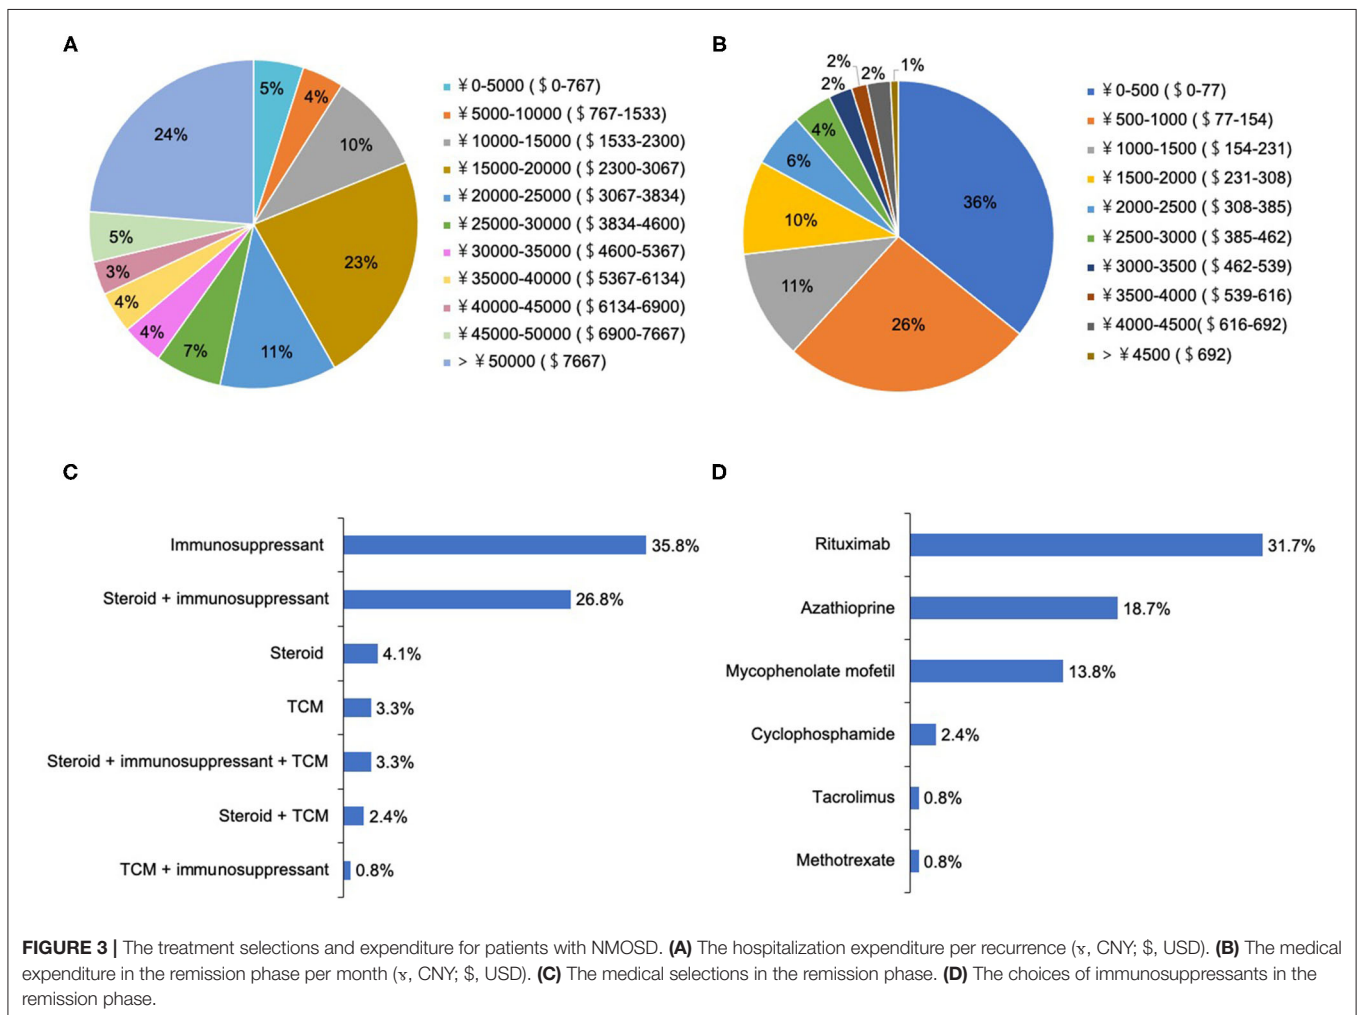 A
5%
4%
10%
23%
11%
7%
4%
4%
3%
5%
24%
¥0-5000 ($0-767)
¥5000-10000 ($767-1533)
¥10000-15000 ($1533-2300)
¥15000-20000 ($2300-3067)
¥20000-25000 ($3067-3834)
¥25000-30000 ($3834-4600)
¥30000-35000 ($4600-5367)
¥35000-40000 ($5367-6134)
¥40000-45000 ($6134-6900)
¥45000-50000 ($6900-7667)
> ¥50000 ($7667)
B
36%
26%
11%
10%
6%
4%
2%
2%
2%
1%
¥0-500 ($0-77)
¥500-1000 ($77-154)
¥1000-1500 ($154-231)
¥1500-2000 ($231-308)
¥2000-2500 ($308-385)
¥2500-3000 ($385-462)
¥3000-3500 ($462-539)
¥3500-4000 ($539-616)
¥4000-4500($616-692)
> ¥4500 ($692)
C
Immunosuppressant 35.8%
Steroid + immunosuppressant 26.8%
Steroid 4.1%
TCM 3.3%
Steroid + immunosuppressant + TCM 3.3%
Steroid + TCM 2.4%
TCM + immunosuppressant 0.8%
D
Rituximab 31.7%
Azathioprine 18.7%
Mycophenolate mofetil 13.8%
Cyclophosphamide 2.4%
Tacrolimus 0.8%
Methotrexate 0.8%
FIGURE 3 | The treatment selections and expenditure for patients with NMOSD. (A) The hospitalization expenditure per recurrence (¥, CNY; $, USD). (B) The medical
expenditure in the remission phase per month (¥, CNY; $, USD). (C) The medical selections in the remission phase. (D) The choices of immunosuppressants in the
remission phase.